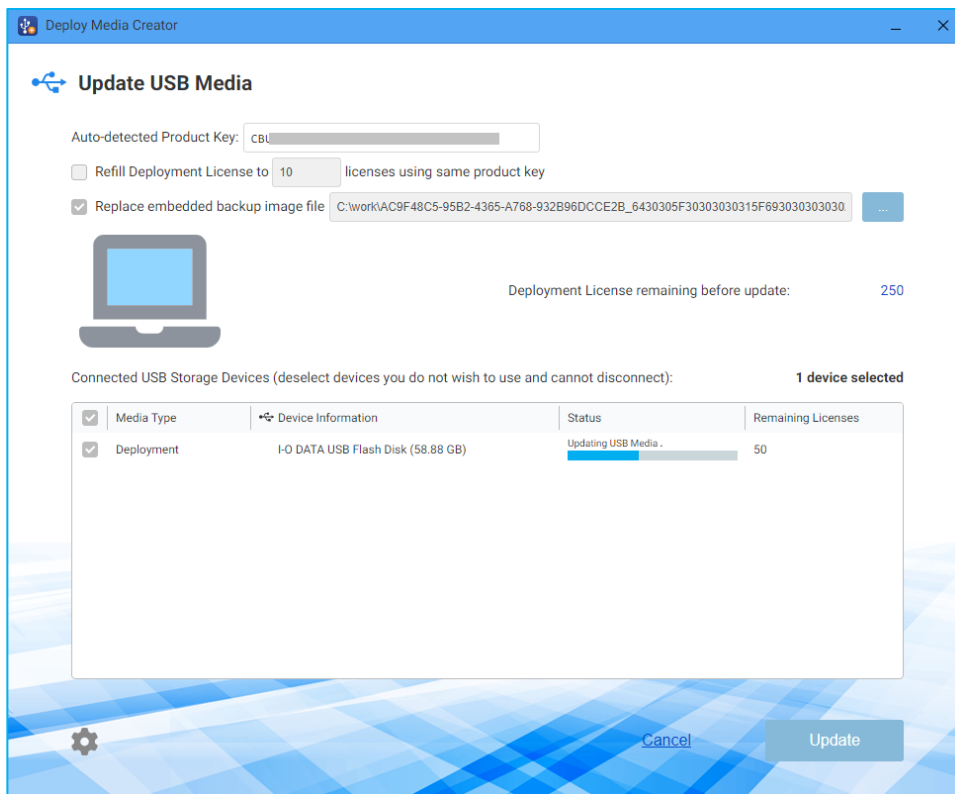 Deploy Media Creator
Update USB Media
Auto-detected Product Key: CBU
Refill Deployment License to 10 licenses using same product key
Replace embedded backup image file C:\work\AC9F48C5-95B2-4365-A768-932B96DCCE2B_6430305F30303030315F693030303030 ...
Deployment License remaining before update: 250
Connected USB Storage Devices (deselect devices you do not wish to use and cannot disconnect): 1 device selected
Media Type Device Information Status Remaining Licenses
Updating USB Media .
Deployment I-O DATA USB Flash Disk (58.88 GB) 50
Cancel Update